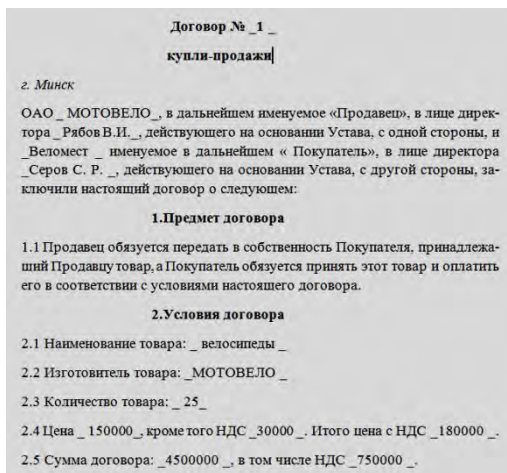 Договор № _1 _
купли-продажи
г. Минск
ОАО _ МОТОВЕЛО_, в дальнейшем именуемое «Продавец», в лице дирек-
тора _ Рябов В.И._, действующего на основании Устава, с одной стороны, и
_Веломест _ именуемое в дальнейшем « Покупатель», в лице директора
_Серов С. Р. _, действующего на основании Устава, с другой стороны, за-
ключили настоящий договор о следующем:
1.Предмет договора
1.1 Продавец обязуется передать в собственность Покупателя, принадлежа-
щий Продавцу товар, а Покупатель обязуется принять этот товар и оплатить
его в соответствии с условиями настоящего договора.
2.Условия договора
2.1 Наименование товара: _ велосипеды _
2.2 Изготовитель товара: _МОТОВЕЛО _
2.3 Количество товара: _ 25_
2.4 Цена _ 150000_, кроме того НДС _30000 _. Итого цена с НДС _180000 _.
2.5 Сумма договора: _4500000 _, в том числе НДС _750000 _.